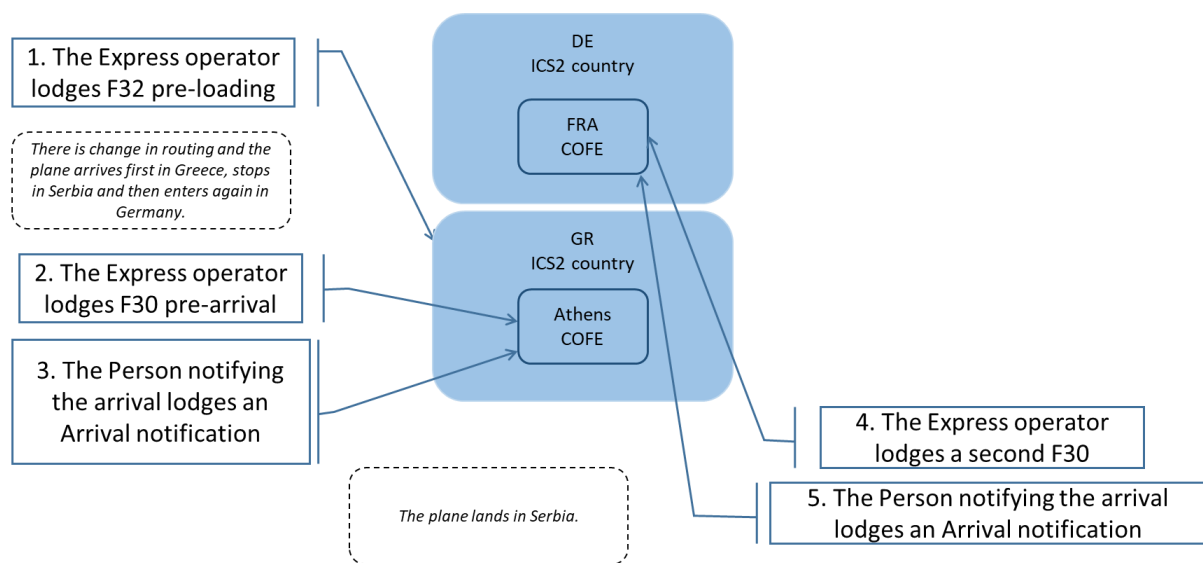 1. The Express operator
lodges F32 pre-loading
There is change in routing and the
plane arrives first in Greece, stops
in Serbia and then enters again in
Germany.
DE
ICS2 country
FRA
COFE
GR
ICS2 country
Athens
COFE
2. The Express operator
lodges F30 pre-arrival
3. The Person notifying
the arrival lodges an
Arrival notification
4. The Express operator
lodges a second F30
The plane lands in Serbia.
5. The Person notifying the arrival
lodges an Arrival notification